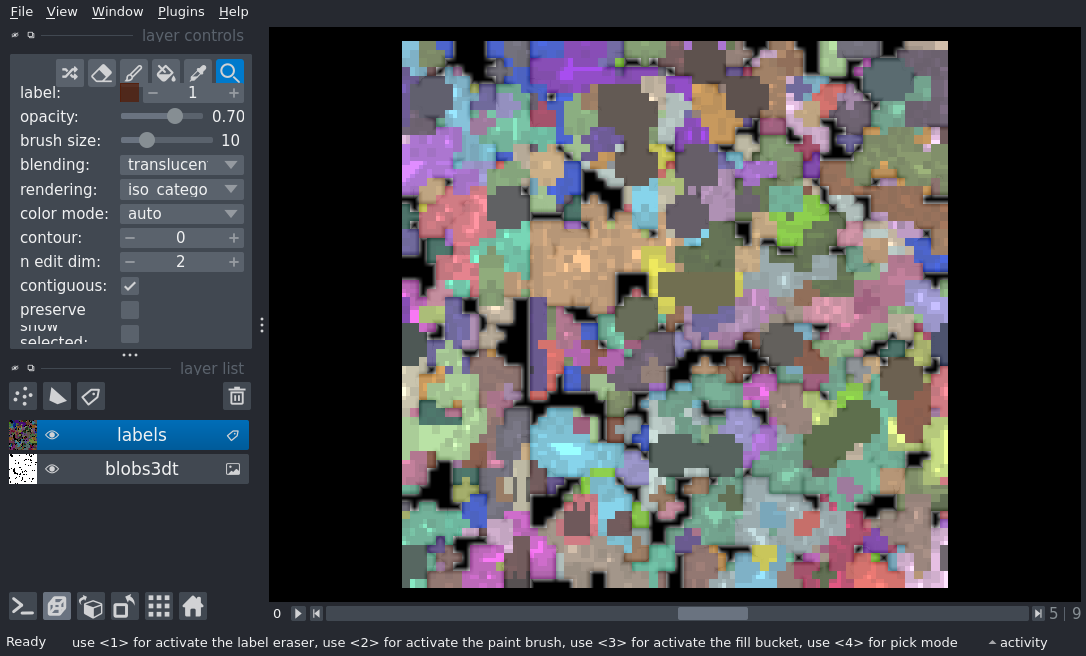 File View Window Plugins Help
layer controls
label: 1
opacity: 0.70
brush size: 10
blending: translucen
rendering: iso_catego
color mode: auto
contour: 0
n edit dim: 2
contiguous:
preserve
show
selected:
layer list
labels
blobs3dt
0 5 | 9
Ready use <1> for activate the label eraser, use <2> for activate the paint brush, use <3> for activate the fill bucket, use <4> for pick mode activity